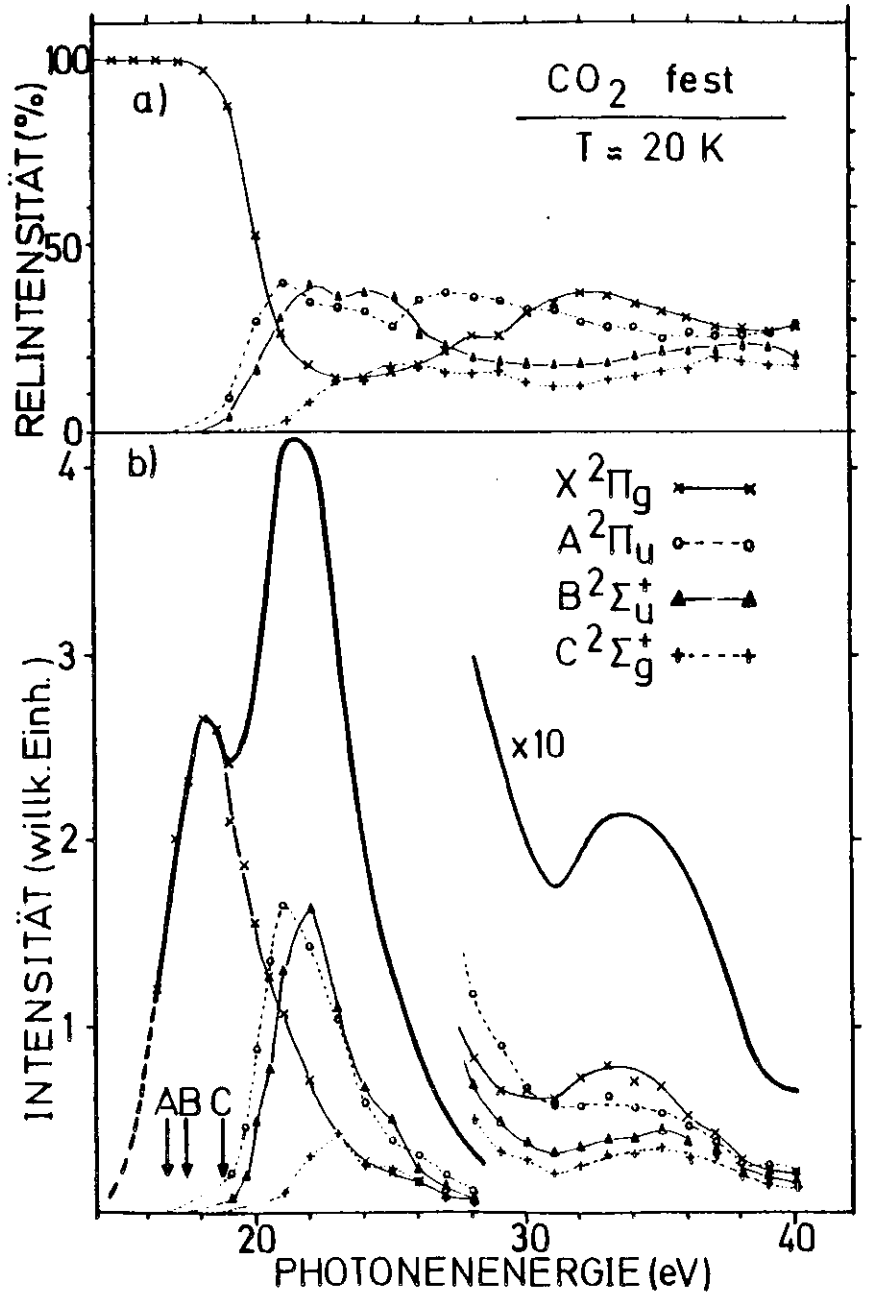 RELINTENSITÄT (%)
100
50
0
a)
CO₂ fest
T ≈ 20 K
INTENSITÄT (willk. Einh.)
4
3
2
1
b)
X ²Πg
A ²Πu
B ²Σu⁺
C ²Σg⁺
x10
A B C
20 30 40
PHOTONENENERGIE (eV)